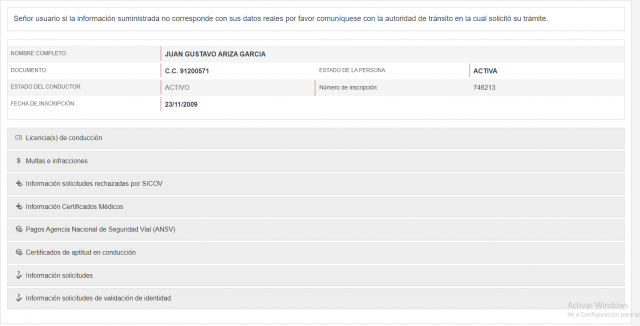 Señor usuario si la información suministrada no corresponde con sus datos reales por favor comuníquese con la autoridad de tránsito en la cual solicitó su trámite.
NOMBRE COMPLETO: JUAN GUSTAVO ARIZA GARCIA
DOCUMENTO: C.C. 91200571 ESTADO DE LA PERSONA: ACTIVA
ESTADO DEL CONDUCTOR: ACTIVO Número de inscripción: 746213
FECHA DE INSCRIPCIÓN 23/11/2009
Licencia(s) de conducción
$ Multas e infracciones
Información solicitudes rechazadas por SICOV
Información Certificados Médicos
Pagos Agencia Nacional de Seguridad Vial (ANSV)
Certificados de aptitud en conducción
Información solicitudes
Información solicitudes de validación de identidad
Activar Windows
Ve a Configuración para